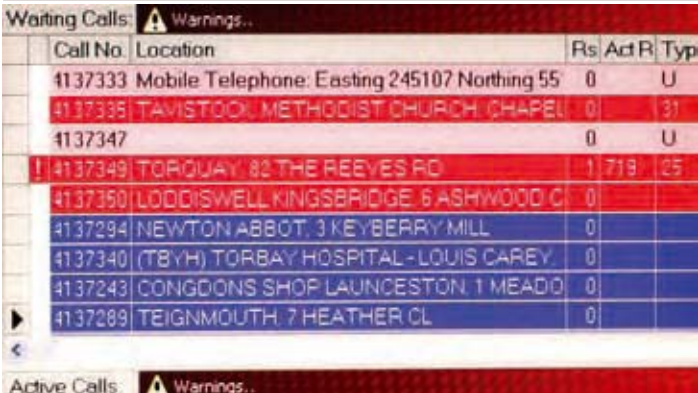 Waiting Calls: Warnings..
Call No. Location Rs Act R Typ
4137333 Mobile Telephone: Easting 245107 Northing 55 0 U
4137335 TAVISTOCK, METHODIST CHURCH, CHAPEL 0 31
4137347 0 U
! 4137349 TORQUAY, 82 THE REEVES RD 1 719 25
4137350 LODDISWELL KINGSBRIDGE, 6 ASHWOOD C 0
4137294 NEWTON ABBOT, 3 KEYBERRY MILL 0
4137340 (TBYH) TORBAY HOSPITAL - LOUIS CAREY, 0
4137243 CONGDONS SHOP LAUNCESTON, 1 MEADO 0
4137289 TEIGNMOUTH, 7 HEATHER CL 0
Active Calls: Warnings..